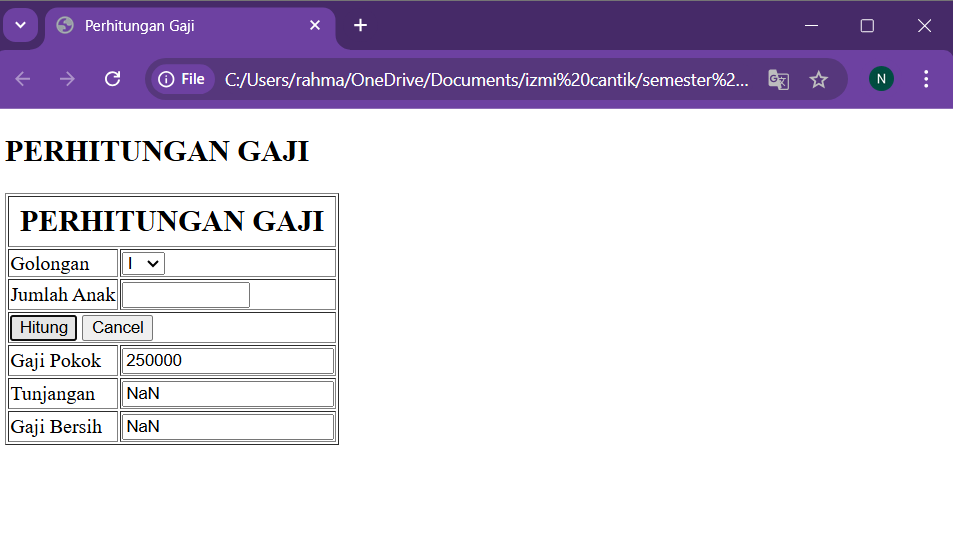 Perhitungan Gaji
File C:/Users/rahma/OneDrive/Documents/izmi%20cantik/semester%2... N
PERHITUNGAN GAJI
PERHITUNGAN GAJI
Golongan I
Jumlah Anak
Hitung Cancel
Gaji Pokok 250000
Tunjangan NaN
Gaji Bersih NaN